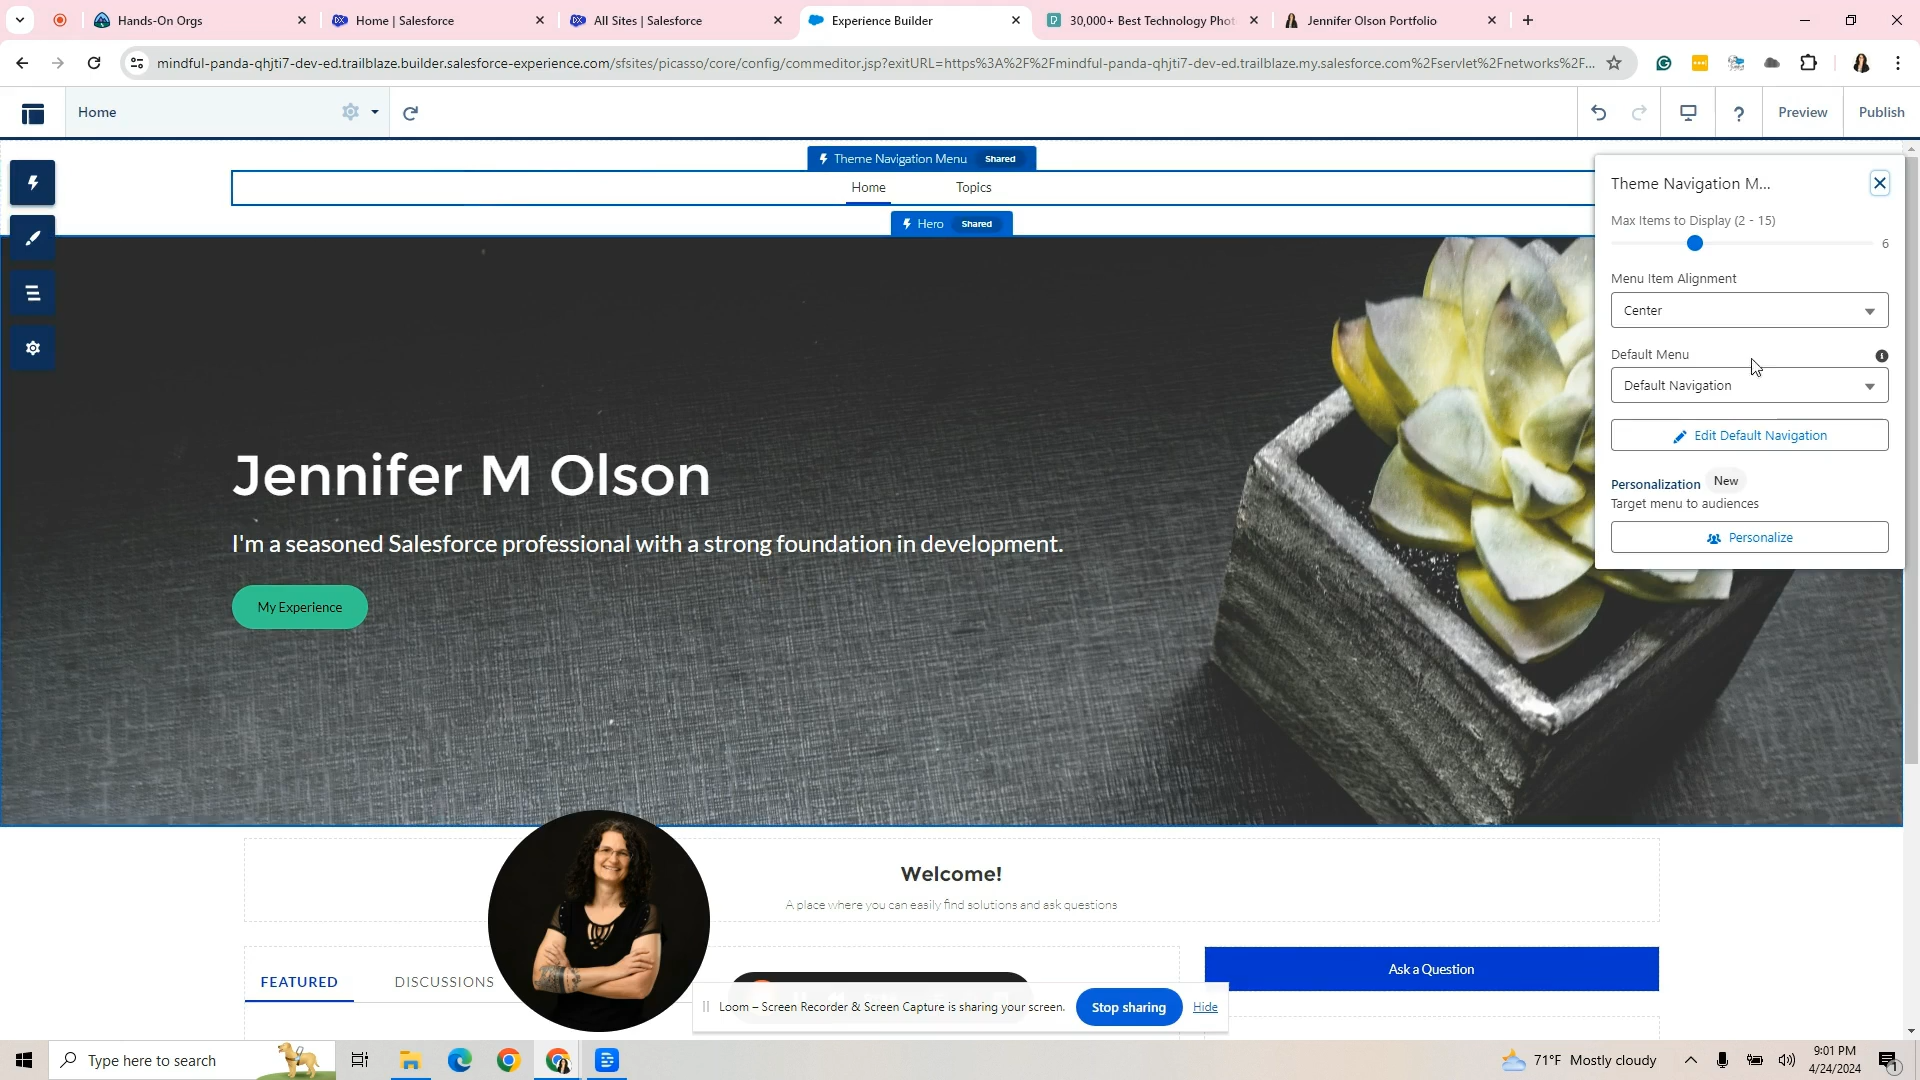 Hands-On Orgs
Home | Salesforce
All Sites | Salesforce
Experience Builder
30,000+ Best Technology Phot
Jennifer Olson Portfolio
mindful-panda-qhjti7-dev-ed.trailblaze.builder.salesforce-experience.com/sfsites/picasso/core/config/commeditor.jsp?exitURL=https%3A%2F%2Fmindful-panda-qhjti7-dev-ed.trailblaze.my.salesforce.com%2Fservlet%2Fnetworks%2F...
Home
Preview
Publish
Theme Navigation Menu Shared
Home
Topics
Hero Shared
Theme Navigation M...
Max Items to Display (2 - 15)
6
Menu Item Alignment
Center
Default Menu
Default Navigation
Edit Default Navigation
Personalization New
Target menu to audiences
Personalize
Jennifer M Olson
I'm a seasoned Salesforce professional with a strong foundation in development.
My Experience
Welcome!
A place where you can easily find solutions and ask questions
FEATURED
DISCUSSIONS
Ask a Question
Loom – Screen Recorder & Screen Capture is sharing your screen.
Stop sharing
Hide
Type here to search
71°F Mostly cloudy
9:01 PM
4/24/2024
1